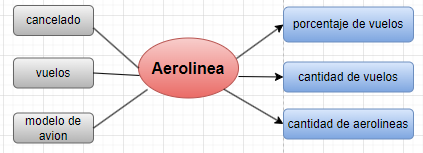 cancelado
vuelos
modelo de
avion
Aerolinea
porcentaje de vuelos
cantidad de vuelos
cantidad de aerolineas